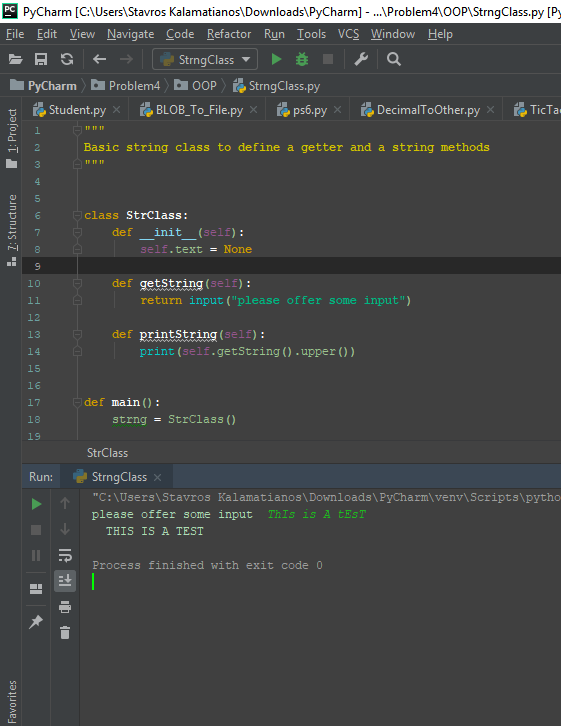 PC PyCharm [C:\Users\Stavros Kalamatianos\Downloads\PyCharm] - ...\Problem4\OOP\StrngClass.py [Py
File Edit View Navigate Code Refactor Run Tools VCS Window Help
StrngClass
PyCharm Problem4 OOP StrngClass.py
Student.py BLOB_To_File.py ps6.py DecimalToOther.py TicTac
1: Project
7: Structure
Favorites
1 """
2 Basic string class to define a getter and a string methods
3 """
4
5
6 class StrClass:
7 def __init__(self):
8 self.text = None
9
10 def getString(self):
11 return input("please offer some input")
12
13 def printString(self):
14 print(self.getString().upper())
15
16
17 def main():
18 strng = StrClass()
19
StrClass
Run: StrngClass
"C:\Users\Stavros Kalamatianos\Downloads\PyCharm\venv\Scripts\pytho
please offer some input ThIs is A tEsT
THIS IS A TEST
Process finished with exit code 0